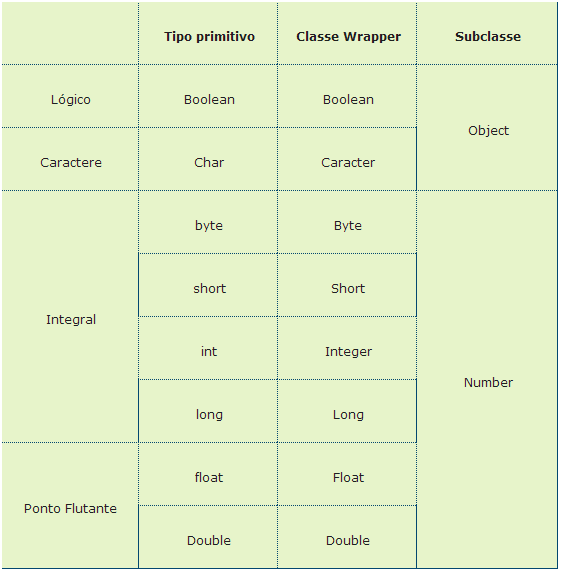 Tipo primitivo Classe Wrapper Subclasse
Lógico Boolean Boolean
Object
Caractere Char Caracter
byte Byte
short Short
Integral
int Integer
Number
long Long
float Float
Ponto Flutante
Double Double